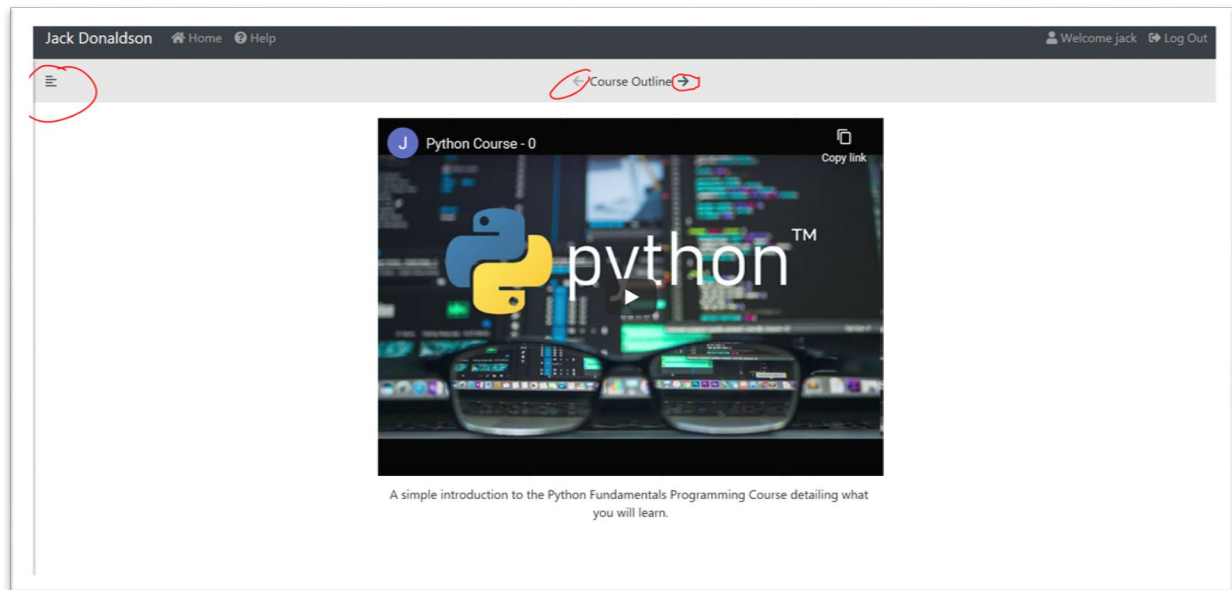 Jack Donaldson Home Help Welcome jack Log Out
← Course Outline →
J Python Course - 0
Copy link
python™
A simple introduction to the Python Fundamentals Programming Course detailing what
you will learn.